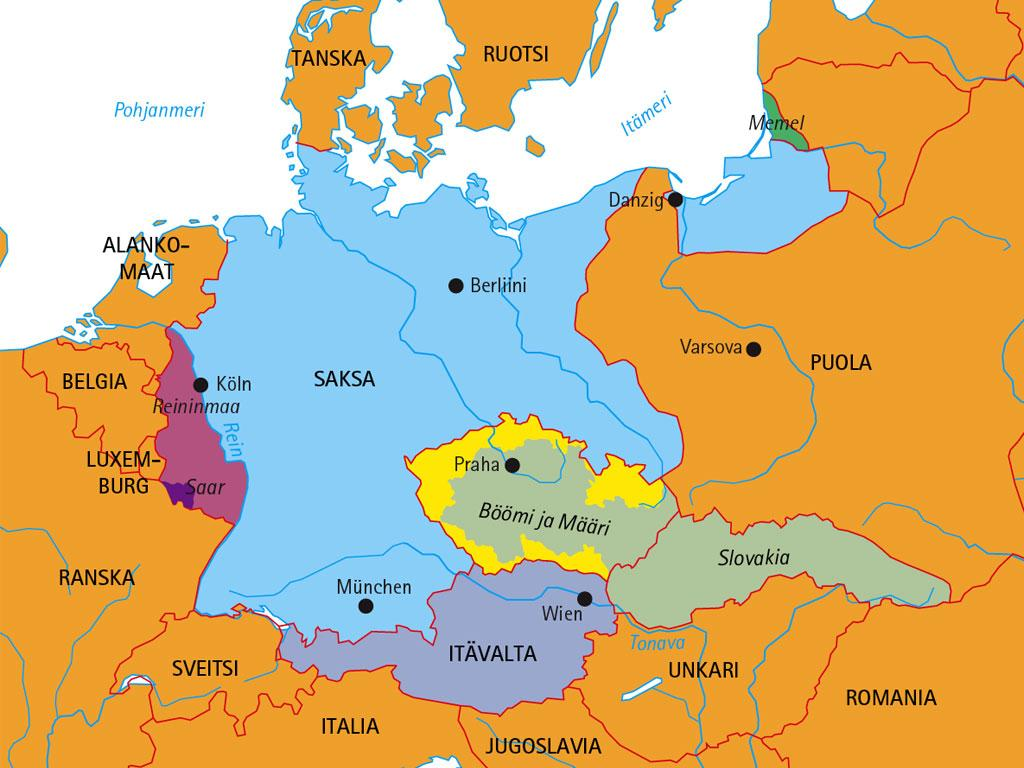 TANSKA
RUOTSI
Pohjanmeri
Itämeri
Memel
Danzig
ALANKO–
MAAT
Berliini
Varsova
PUOLA
BELGIA
Köln
SAKSA
Reininmaa
Rein
LUXEM–
BURG
Saar
Praha
Böömi ja Määri
Slovakia
RANSKA
München
Wien
Tonava
SVEITSI
ITÄVALTA
UNKARI
ROMANIA
ITALIA
JUGOSLAVIA